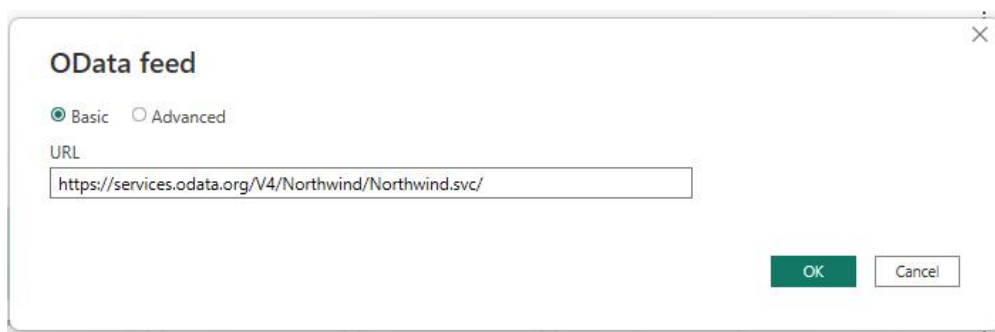 OData feed
Basic Advanced
URL
https://services.odata.org/V4/Northwind/Northwind.svc/
OK Cancel